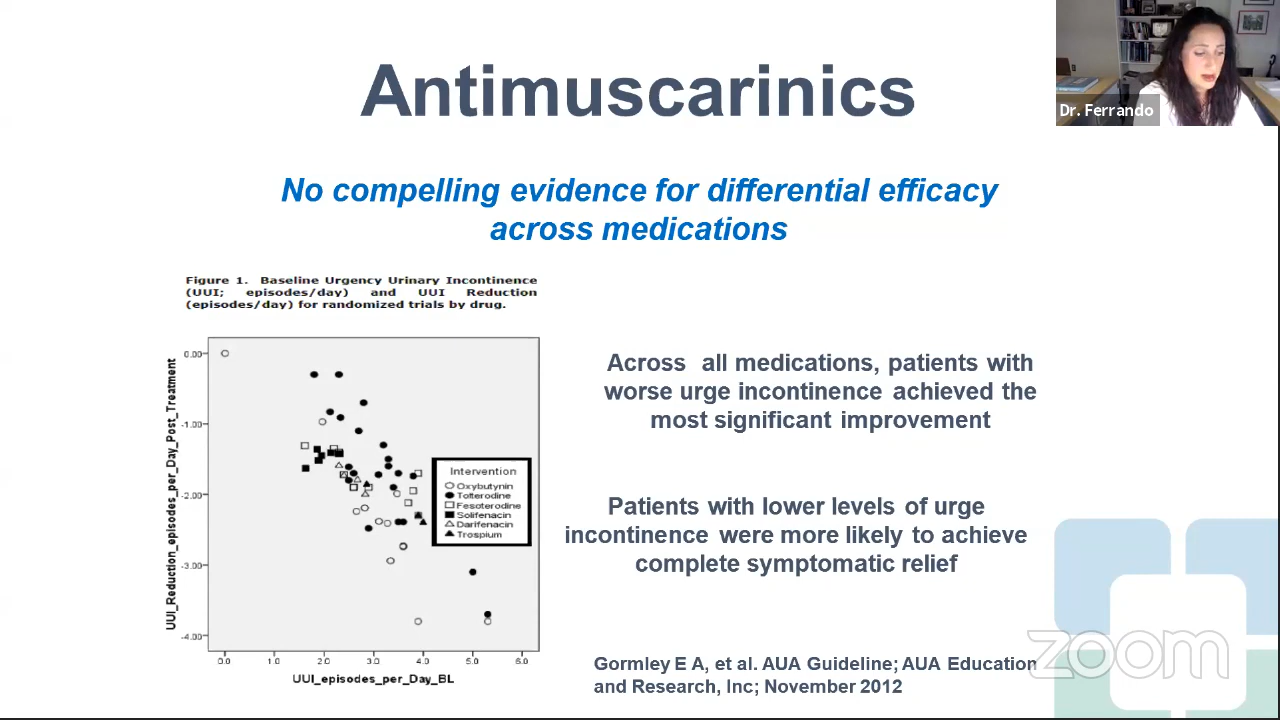 Antimuscarinics
Dr. Ferrando
No compelling evidence for differential efficacy
across medications
Figure 1. Baseline Urgency Urinary Incontinence
(UUI; episodes/day) and UUI Reduction
(episodes/day) for randomized trials by drug.
UUI_Reduction_episodes_per_Day_Post_Treatment
0.00
-1.00
-2.00
-3.00
-4.00
0.0 1.0 2.0 3.0 4.0 5.0 6.0
UUI_episodes_per_Day_BL
Intervention
Oxybutynin
Tolterodine
Fesoterodine
Solifenacin
Darifenacin
Trospium
Across all medications, patients with
worse urge incontinence achieved the
most significant improvement
Patients with lower levels of urge
incontinence were more likely to achieve
complete symptomatic relief
Gormley E A, et al. AUA Guideline; AUA Education
and Research, Inc; November 2012
zoom